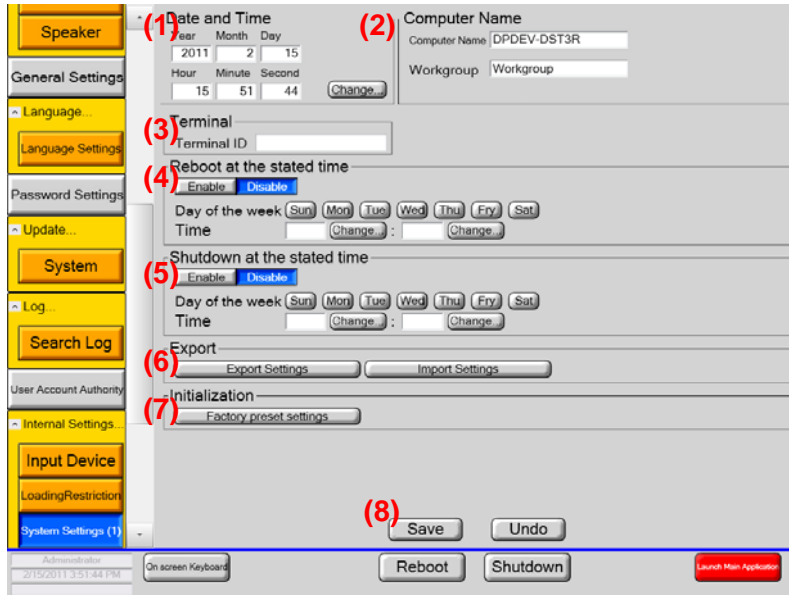 Speaker
General Settings
Language...
Language Settings
Password Settings
Update...
System
Log...
Search Log
User Account Authority
Internal Settings...
Input Device
LoadingRestriction
System Settings (1)
(1) Date and Time
Year Month Day
2011 2 15
Hour Minute Second
15 51 44 Change...
(2) Computer Name
Computer Name DPDEV-DST3R
Workgroup Workgroup
(3) Terminal
Terminal ID
(4) Reboot at the stated time
Enable Disable
Day of the week Sun Mon Tue Wed Thu Fry Sat
Time Change... : Change...
(5) Shutdown at the stated time
Enable Disable
Day of the week Sun Mon Tue Wed Thu Fry Sat
Time Change... : Change...
(6) Export
Export Settings Import Settings
(7) Initialization
Factory preset settings
(8) Save Undo
Administrator
2/15/2011 3:51:44 PM
On screen Keyboard
Reboot Shutdown
Launch Main Application